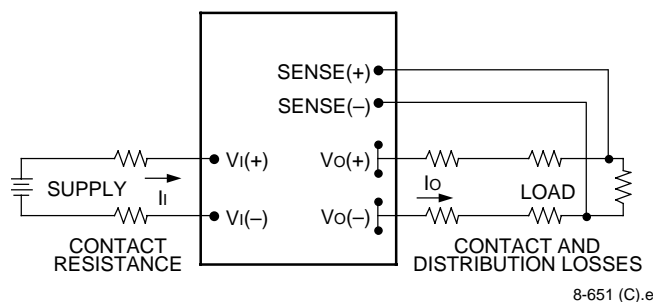 SENSE(+)
SENSE(–)
VI(+) VO(+)
SUPPLY II IO LOAD
VI(–) VO(–)
CONTACT RESISTANCE
CONTACT AND DISTRIBUTION LOSSES
8-651 (C).e